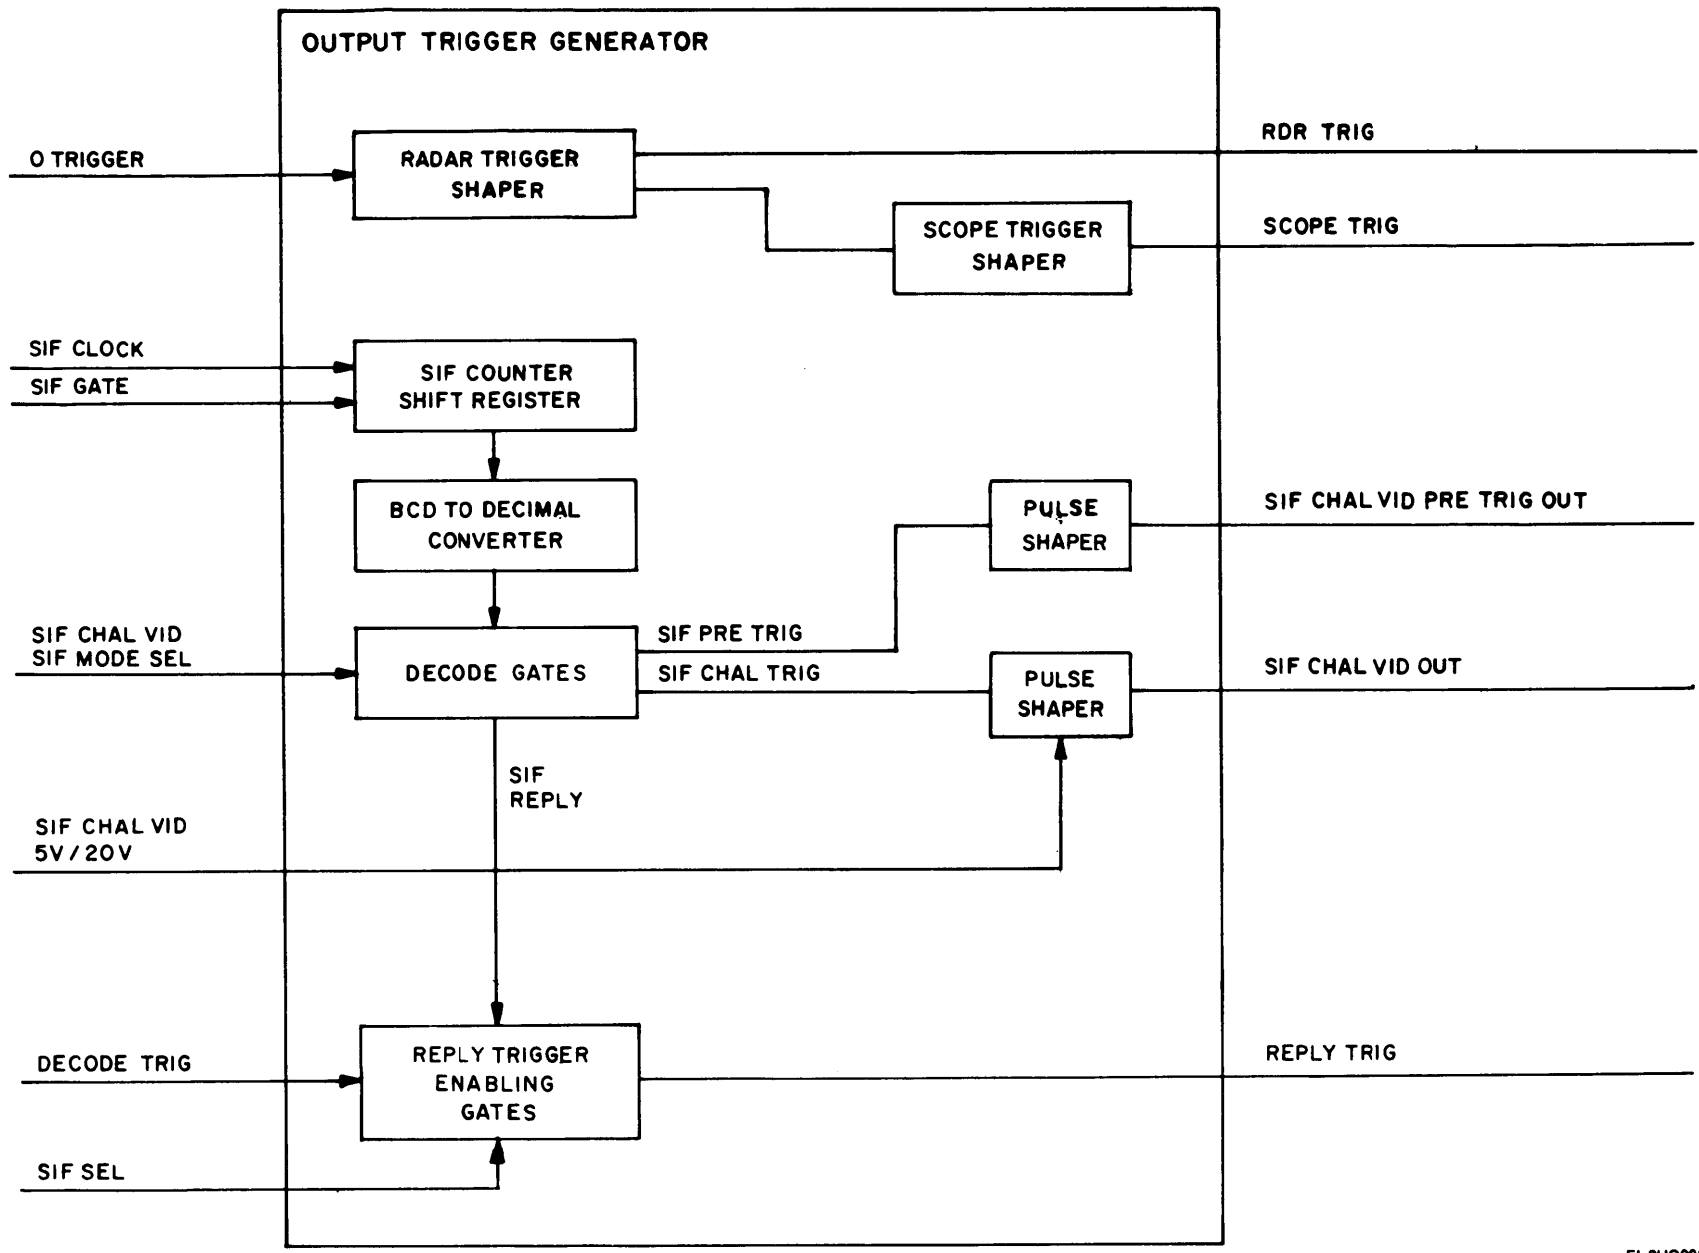 OUTPUT TRIGGER GENERATOR
O TRIGGER
RADAR TRIGGER
SHAPER
RDR TRIG
SCOPE TRIGGER
SHAPER
SCOPE TRIG
SIF CLOCK
SIF GATE
SIF COUNTER
SHIFT REGISTER
BCD TO DECIMAL
CONVERTER
PULSE
SHAPER
SIF CHAL VID PRE TRIG OUT
SIF CHAL VID
SIF MODE SEL
DECODE GATES
SIF PRE TRIG
SIF CHAL TRIG
PULSE
SHAPER
SIF CHAL VID OUT
SIF
REPLY
SIF CHAL VID
5V/20V
DECODE TRIG
REPLY TRIGGER
ENABLING
GATES
REPLY TRIG
SIF SEL